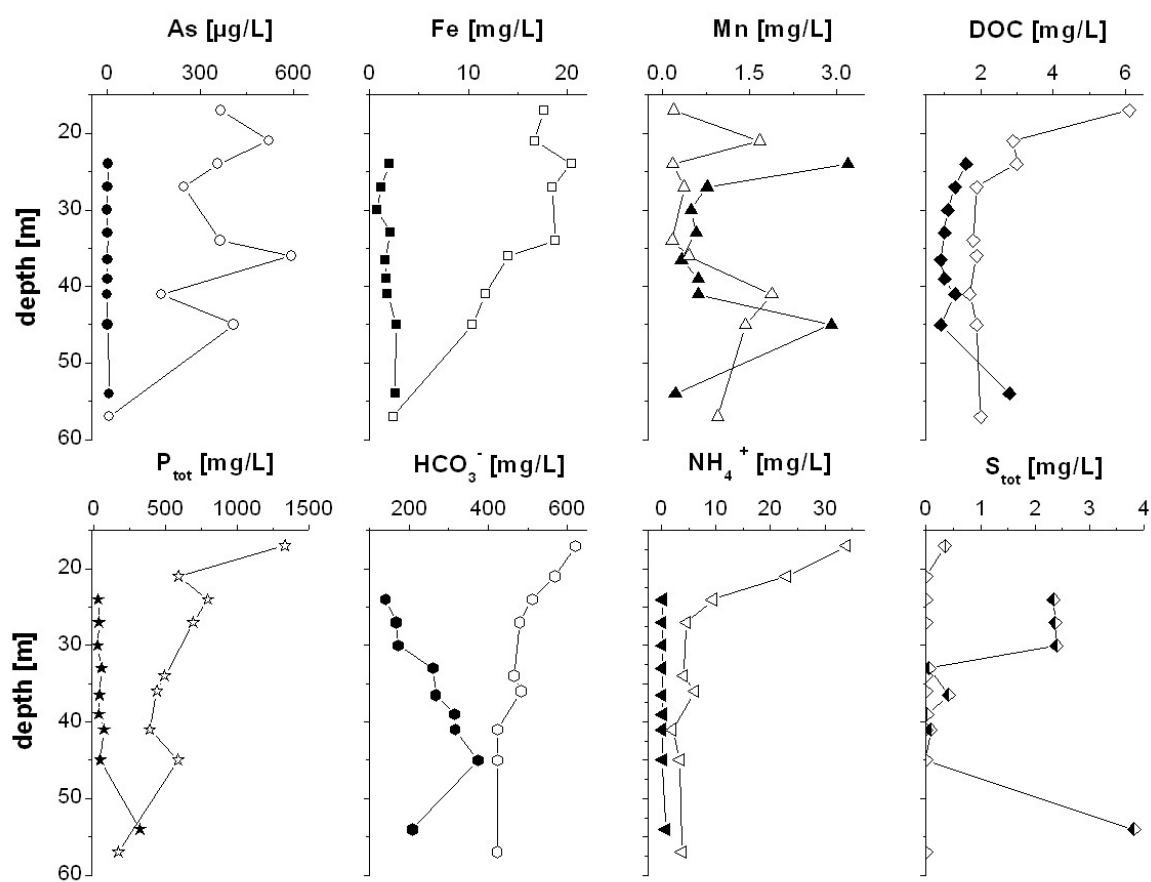 As [µg/L] Fe [mg/L] Mn [mg/L] DOC [mg/L]
0 300 600 0 10 20 0.0 1.5 3.0 2 4 6
depth [m]
20
30
40
50
60
P_tot [mg/L] HCO₃⁻ [mg/L] NH₄⁺ [mg/L] S_tot [mg/L]
0 500 1000 1500 200 400 600 0 10 20 30 0 1 2 3 4
depth [m]
20
30
40
50
60